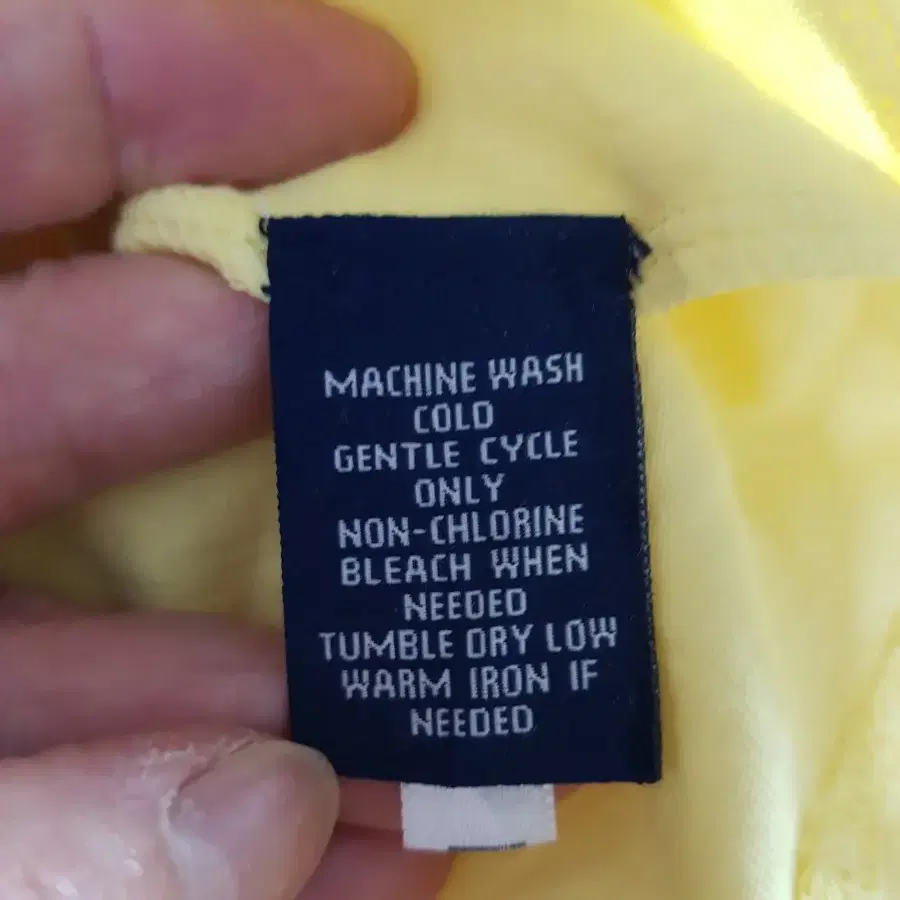 MACHINE WASH
COLD
GENTLE CYCLE
ONLY
NON-CHLORINE
BLEACH WHEN
NEEDED
TUMBLE DRY LOW
WARM IRON IF
NEEDED